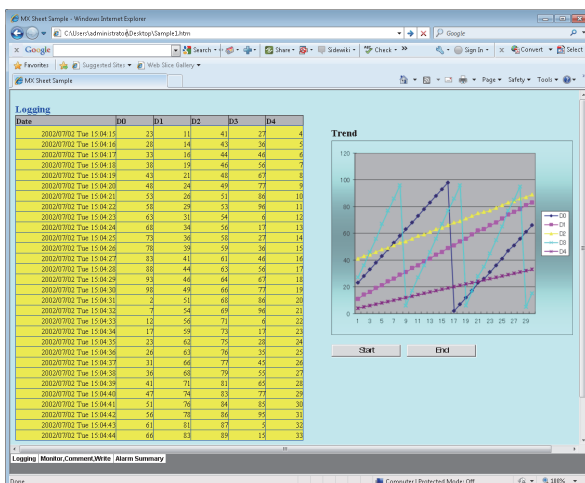 MX Sheet Sample - Windows Internet Explorer
C:\Users\administrator\Desktop\Sample1.htm
Google
x Google Search Share Sidewiki Check Sign In Convert Select
Favorites Suggested Sites Web Slice Gallery
MX Sheet Sample Page Safety Tools
Logging
Date D0 D1 D2 D3 D4
2002/07/02 Tue 15:04:15 23 11 41 27 4
2002/07/02 Tue 15:04:16 28 14 43 36 5
2002/07/02 Tue 15:04:17 33 16 44 46 6
2002/07/02 Tue 15:04:18 38 19 46 56 7
2002/07/02 Tue 15:04:19 43 21 48 67 8
2002/07/02 Tue 15:04:20 48 24 49 77 9
2002/07/02 Tue 15:04:21 53 26 51 86 10
2002/07/02 Tue 15:04:22 58 29 53 96 11
2002/07/02 Tue 15:04:23 63 31 54 6 12
2002/07/02 Tue 15:04:24 68 34 56 17 13
2002/07/02 Tue 15:04:25 73 36 58 27 14
2002/07/02 Tue 15:04:26 78 39 59 36 15
2002/07/02 Tue 15:04:27 83 41 61 46 16
2002/07/02 Tue 15:04:28 88 44 63 56 17
2002/07/02 Tue 15:04:29 93 46 64 67 18
2002/07/02 Tue 15:04:30 98 49 66 77 19
2002/07/02 Tue 15:04:31 2 51 68 86 20
2002/07/02 Tue 15:04:32 7 54 69 96 21
2002/07/02 Tue 15:04:33 12 56 71 6 22
2002/07/02 Tue 15:04:34 17 59 73 17 23
2002/07/02 Tue 15:04:35 23 62 75 28 24
2002/07/02 Tue 15:04:36 26 63 76 35 25
2002/07/02 Tue 15:04:37 31 66 77 45 26
2002/07/02 Tue 15:04:38 36 68 79 55 27
2002/07/02 Tue 15:04:39 41 71 81 65 28
2002/07/02 Tue 15:04:40 47 74 83 77 29
2002/07/02 Tue 15:04:41 51 76 84 85 30
2002/07/02 Tue 15:04:42 56 78 86 95 31
2002/07/02 Tue 15:04:43 61 81 87 5 32
2002/07/02 Tue 15:04:44 66 83 89 15 33
Trend
120
100
80
60
40
20
0
1 3 5 7 9 11 13 15 17 19 21 23 25 27 29
D0
D1
D2
D3
D4
Start End
Logging Monitor,Comment,Write Alarm Summary
Done Computer | Protected Mode: Off 100%